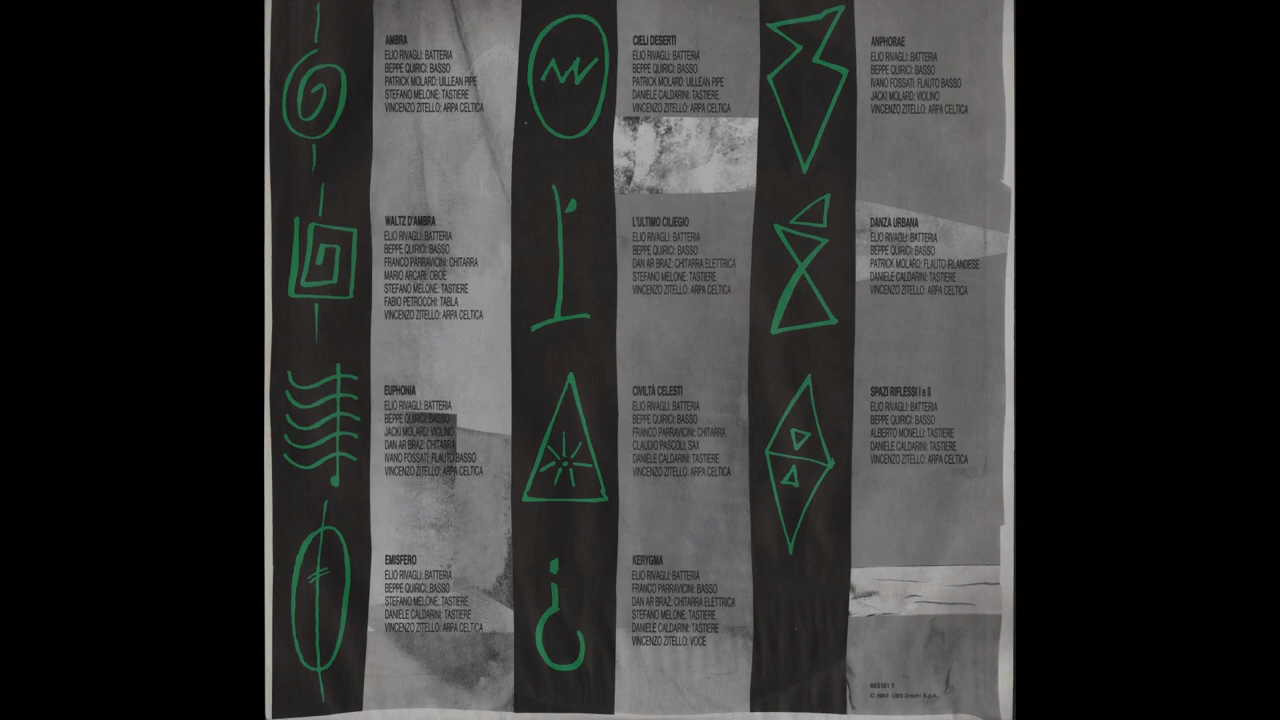 AMBRA
ELIO RIVAGLI: BATTERIA
BEPPE QUIRICI: BASSO
PATRICK MOLARD: UILLEAN PIPE
STEFANO MELONE: TASTIERE
VINCENZO ZITELLO: ARPA CELTICA
WALTZ D'AMBRA
ELIO RIVAGLI: BATTERIA
BEPPE QUIRICI: BASSO
FRANCO PARRAVICINI: CHITARRA
MARIO ARCARI: OBOE
STEFANO MELONE: TASTIERE
FABIO PETROCCHI: TABLA
VINCENZO ZITELLO: ARPA CELTICA
EUPHONIA
ELIO RIVAGLI: BATTERIA
BEPPE QUIRICI: BASSO
JACKI MOLARD: VIOLINO
DAN AR BRAZ: CHITARRA
IVANO FOSSATI: FLAUTO BASSO
VINCENZO ZITELLO: ARPA CELTICA
EMISFERO
ELIO RIVAGLI: BATTERIA
BEPPE QUIRICI: BASSO
STEFANO MELONE: TASTIERE
DANIELE CALDARINI: TASTIERE
VINCENZO ZITELLO: ARPA CELTICA
CIELI DESERTI
ELIO RIVAGLI: BATTERIA
BEPPE QUIRICI: BASSO
PATRICK MOLARD: UILLEAN PIPE
DANIELE CALDARINI: TASTIERE
VINCENZO ZITELLO: ARPA CELTICA
L'ULTIMO CILIEGIO
ELIO RIVAGLI: BATTERIA
BEPPE QUIRICI: BASSO
DAN AR BRAZ: CHITARRA ELETTRICA
STEFANO MELONE: TASTIERE
VINCENZO ZITELLO: ARPA CELTICA
CIVILTÀ CELESTI
ELIO RIVAGLI: BATTERIA
BEPPE QUIRICI: BASSO
FRANCO PARRAVICINI: CHITARRA
CLAUDIO PASCOLI: SAX
DANIELE CALDARINI: TASTIERE
VINCENZO ZITELLO: ARPA CELTICA
KERYGMA
ELIO RIVAGLI: BATTERIA
FRANCO PARRAVICINI: BASSO
DAN AR BRAZ: CHITARRA ELETTRICA
STEFANO MELONE: TASTIERE
DANIELE CALDARINI: TASTIERE
VINCENZO ZITELLO: VOCE
ANPHORAE
ELIO RIVAGLI: BATTERIA
BEPPE QUIRICI: BASSO
IVANO FOSSATI: FLAUTO BASSO
JACKI MOLARD: VIOLINO
VINCENZO ZITELLO: ARPA CELTICA
DANZA URBANA
ELIO RIVAGLI: BATTERIA
BEPPE QUIRICI: BASSO
PATRICK MOLARD: FLAUTO IRLANDESE
DANIELE CALDARINI: TASTIERE
VINCENZO ZITELLO: ARPA CELTICA
SPAZI RIFLESSI I e II
ELIO RIVAGLI: BATTERIA
BEPPE QUIRICI: BASSO
ALBERTO MONELLI: TASTIERE
DANIELE CALDARINI: TASTIERE
VINCENZO ZITELLO: ARPA CELTICA
℗ 1989 CBS Dischi S.p.A.